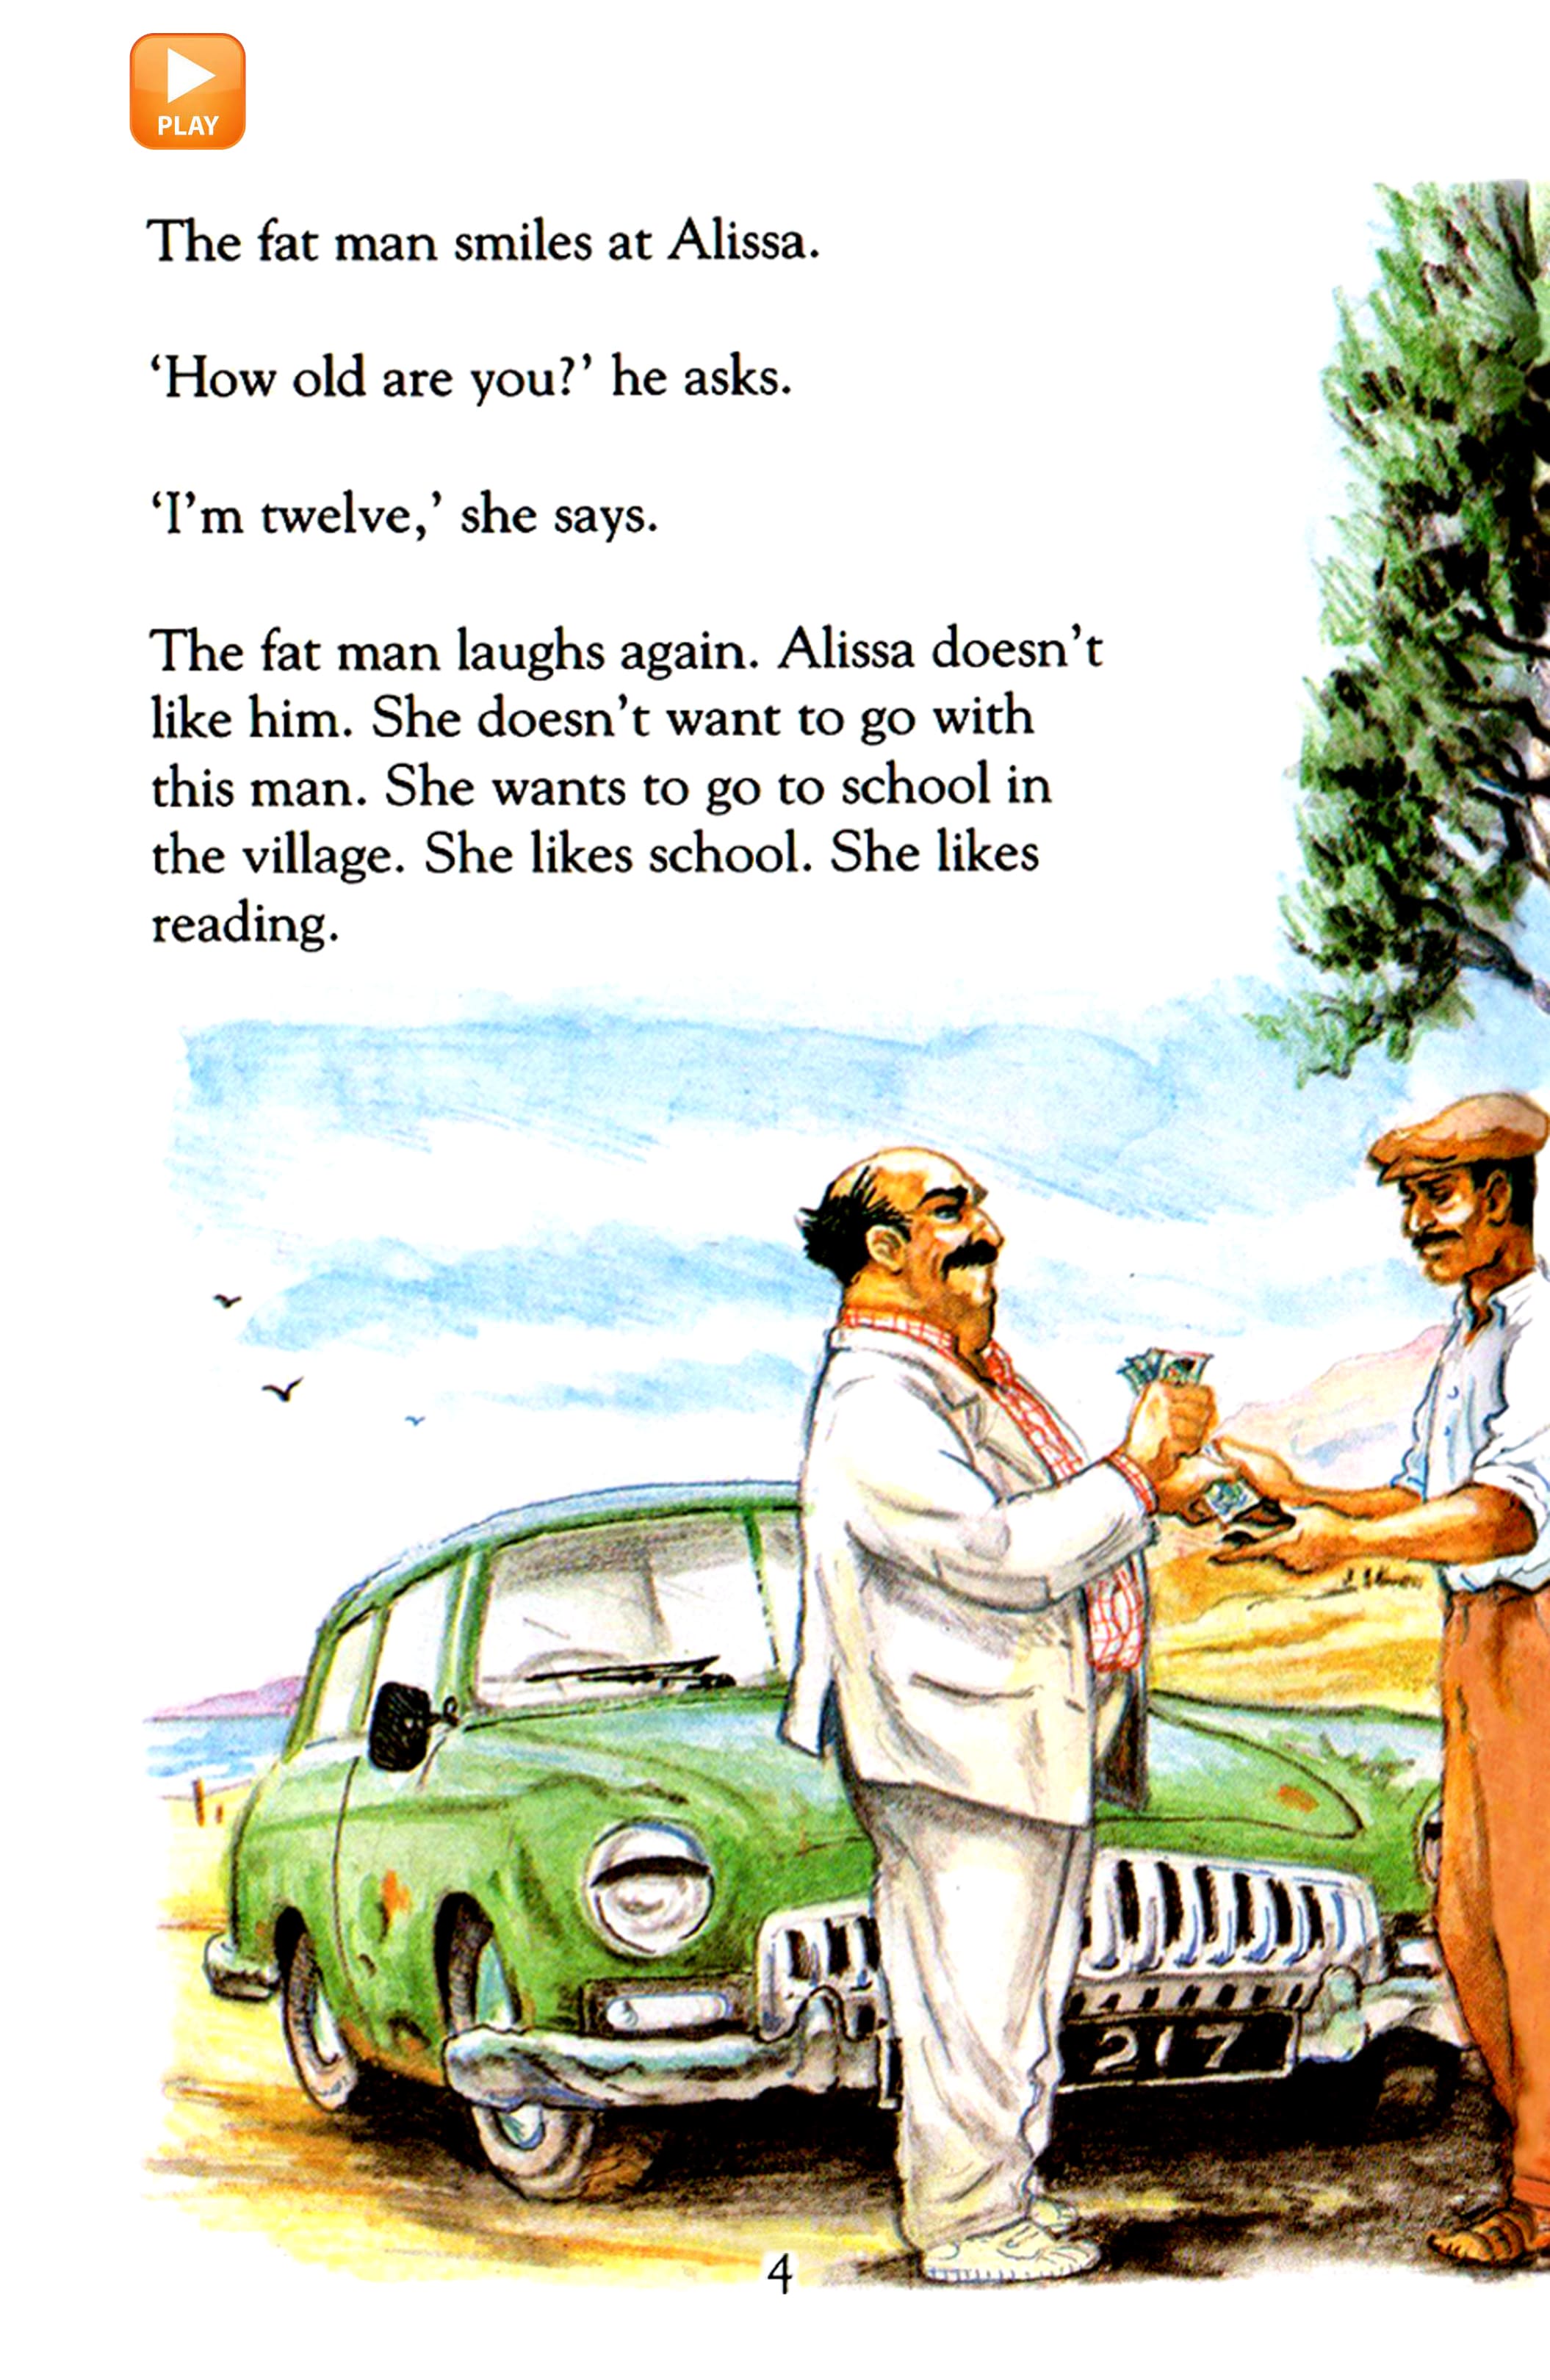 PLAY
The fat man smiles at Alissa.
‘How old are you?’ he asks.
‘I’m twelve,’ she says.
The fat man laughs again. Alissa doesn’t
like him. She doesn’t want to go with
this man. She wants to go to school in
the village. She likes school. She likes
reading.
217
4